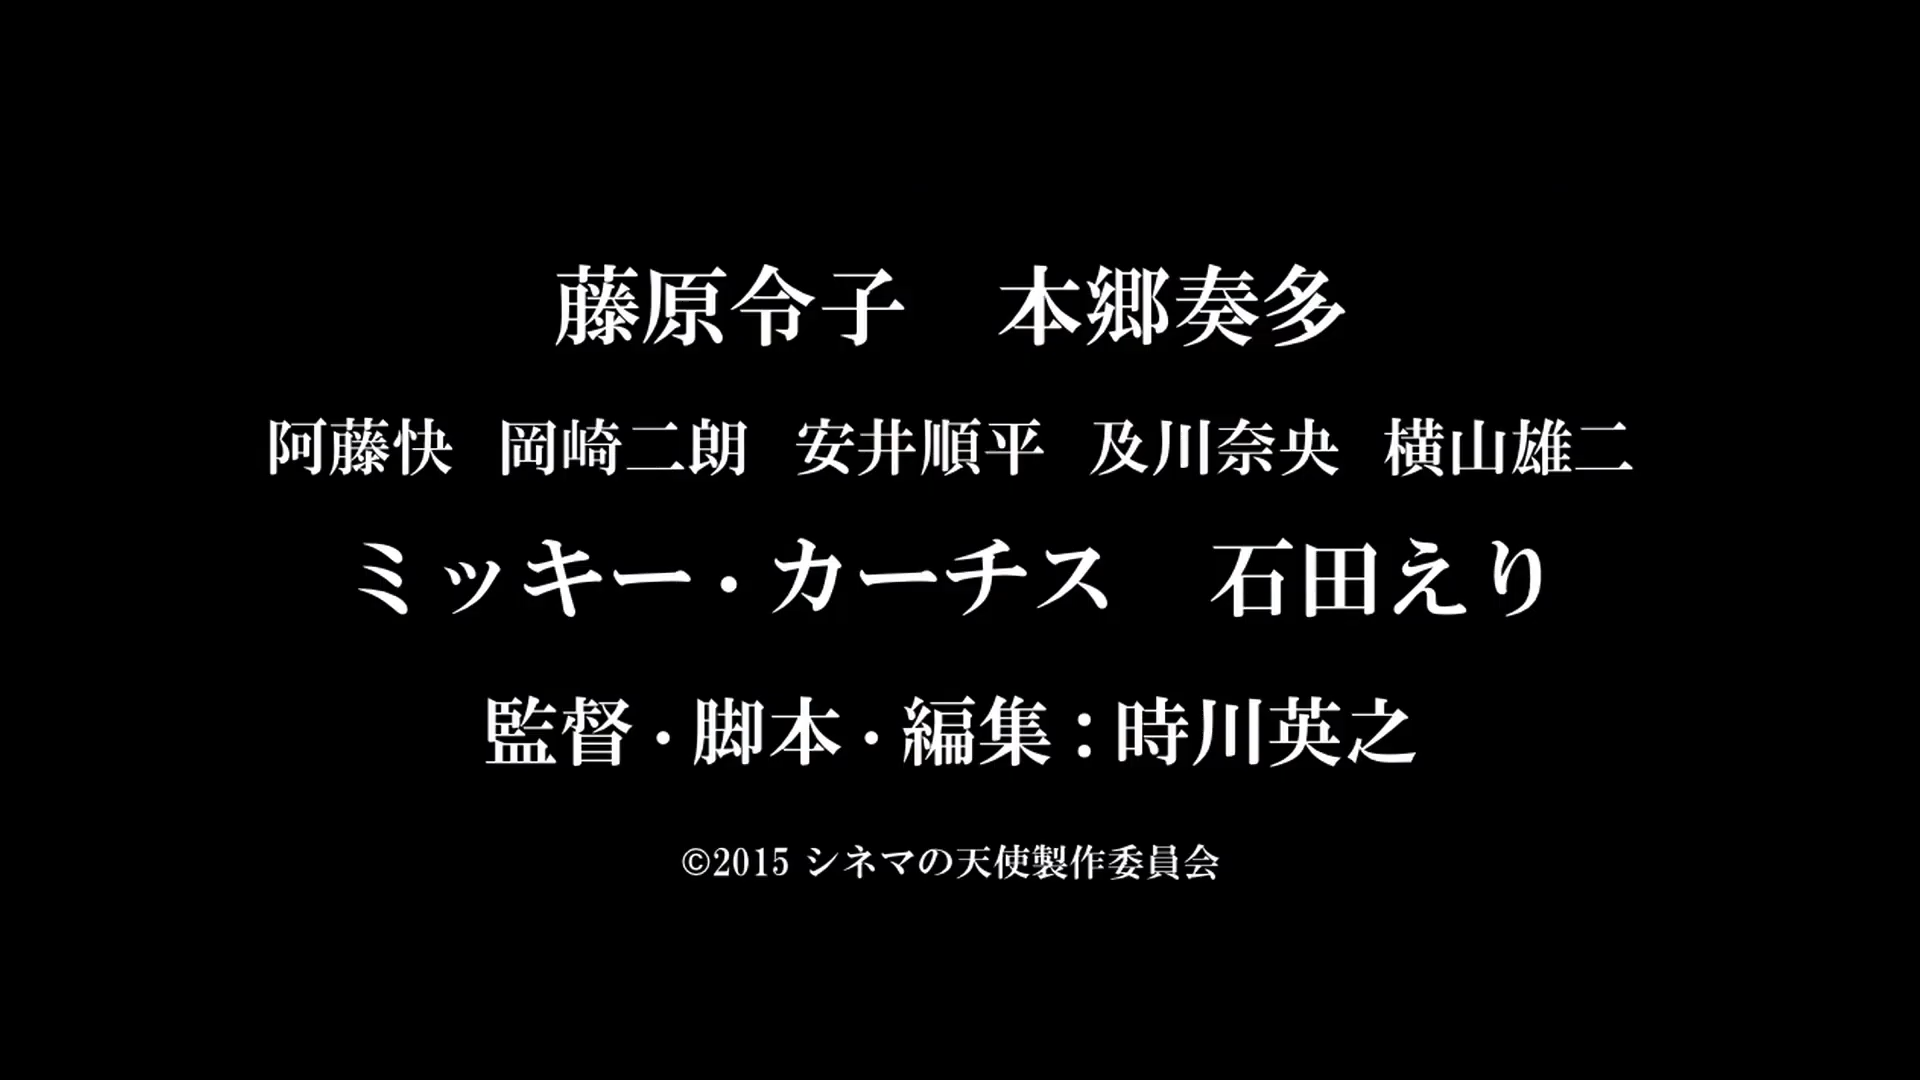 藤原令子　本郷奏多
阿藤快 岡崎二朗 安井順平 及川奈央 横山雄二
ミッキー・カーチス　石田えり
監督・脚本・編集：時川英之
©2015 シネマの天使製作委員会